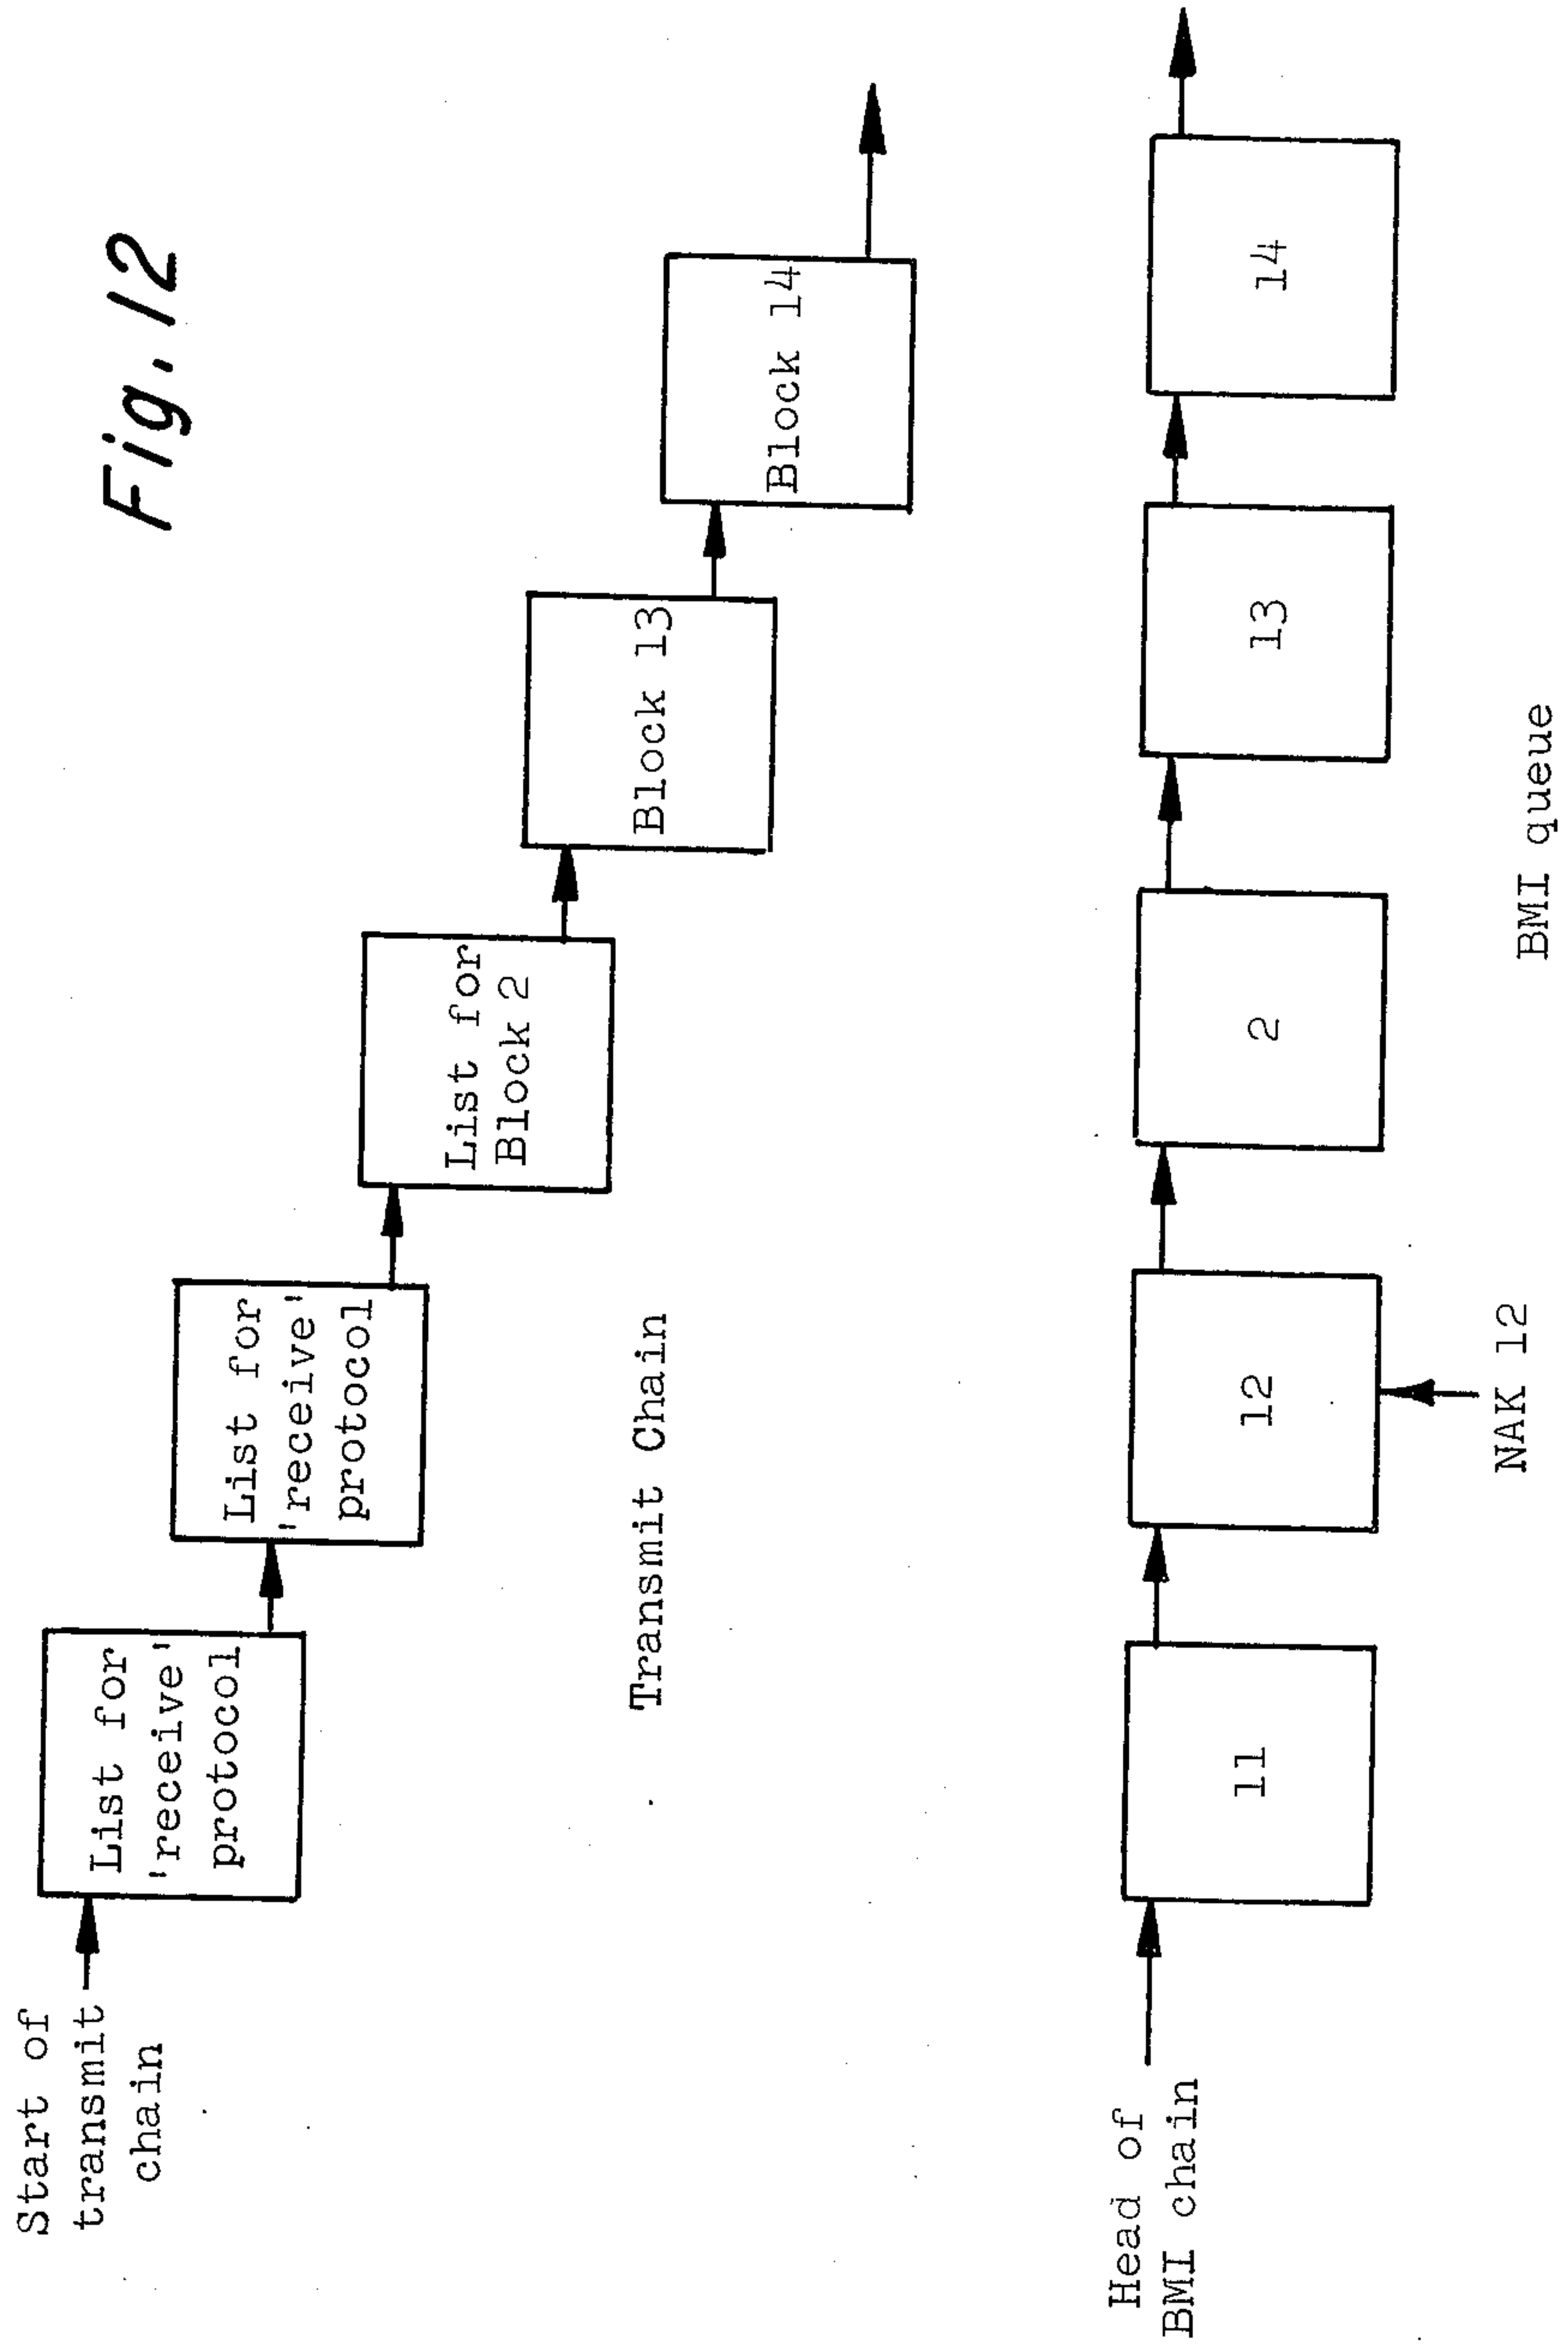 Fig. 12
Start of
transmit
chain
List for
'receive'
protocol
List for
'receive'
protocol
List for
Block 2
Block 13
Block 14
Transmit Chain
Head of
BMI chain
11
12
2
13
14
NAK 12
BMI queue